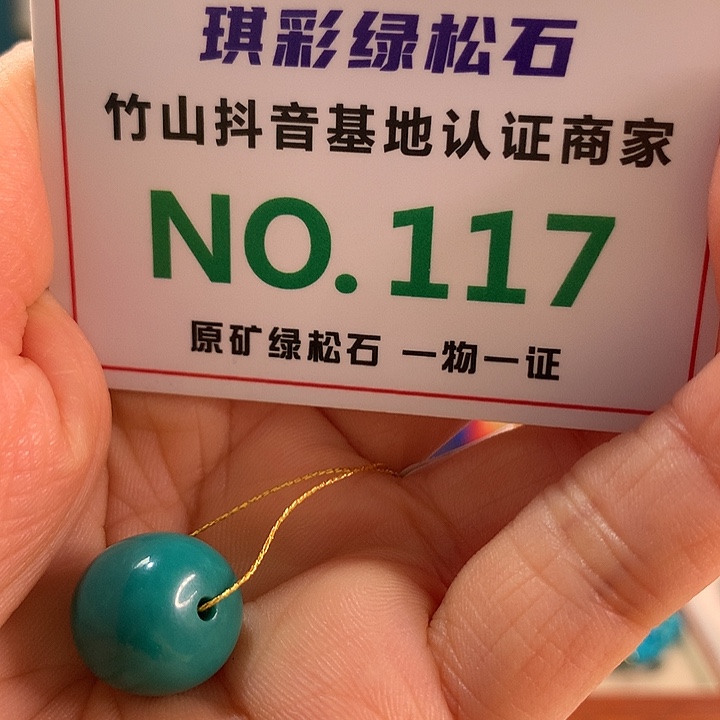 琪彩绿松石
竹山抖音基地认证商家
NO.117
原矿绿松石 一物一证